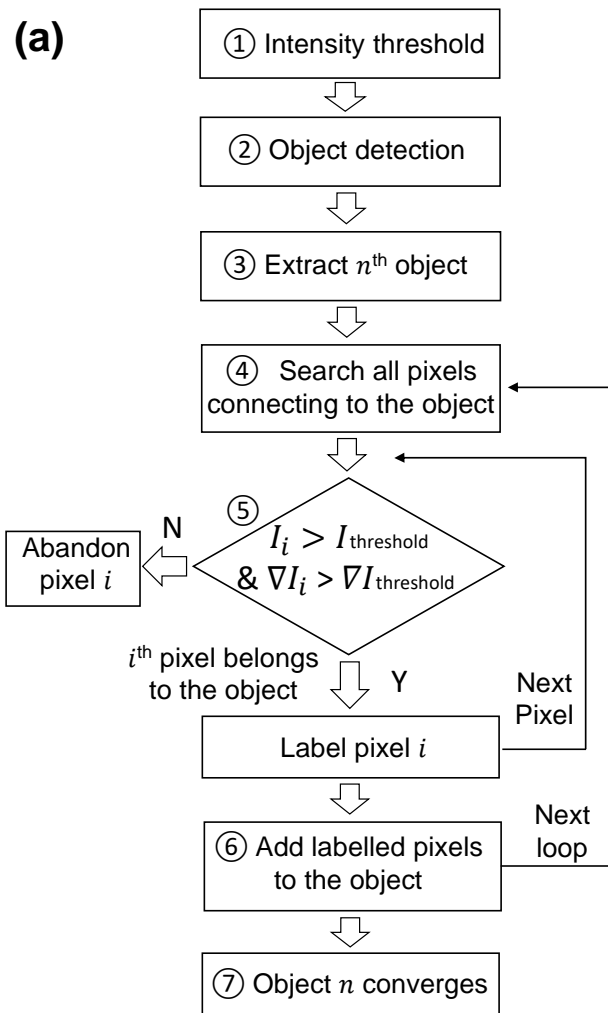 (a)
① Intensity threshold
② Object detection
③ Extract nᵗʰ object
④ Search all pixels
connecting to the object
⑤
N
Iᵢ > I threshold
& ∇Iᵢ > ∇I threshold
Abandon
pixel i
iᵗʰ pixel belongs
to the object
Y
Next
Pixel
Label pixel i
⑥ Add labelled pixels
to the object
Next
loop
⑦ Object n converges